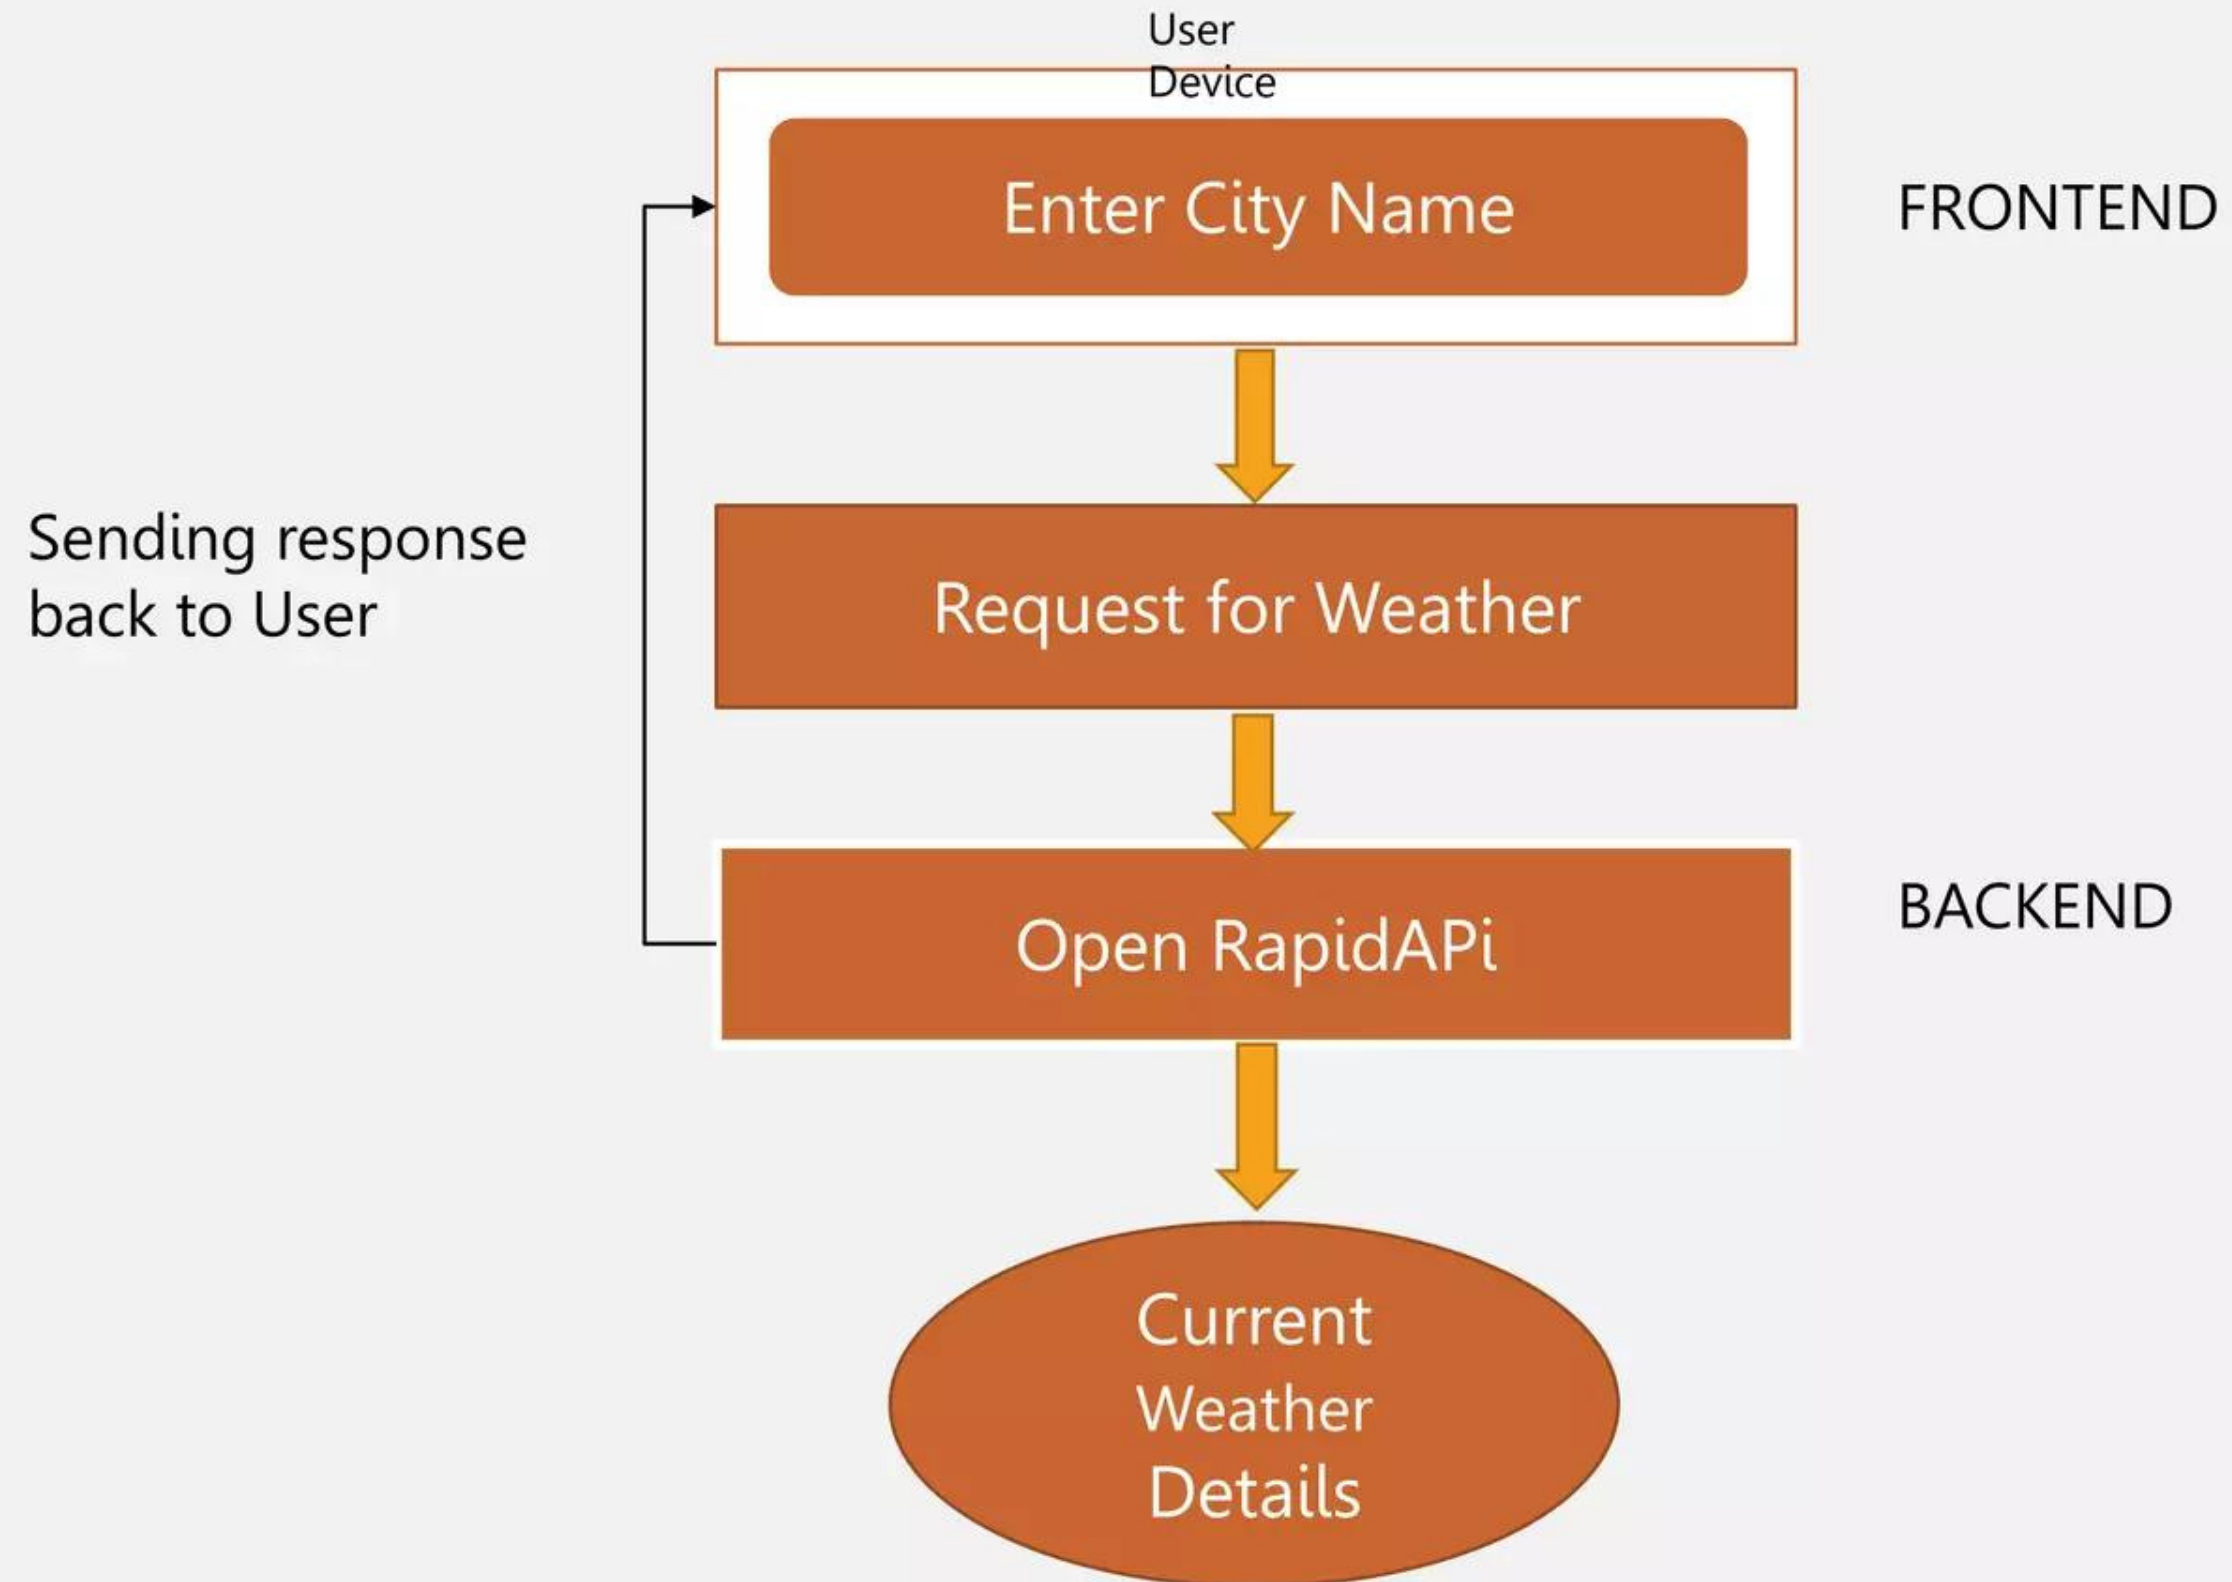 User
Device
Enter City Name
FRONTEND
Sending response
back to User
Request for Weather
Open RapidAPi
BACKEND
Current
Weather
Details